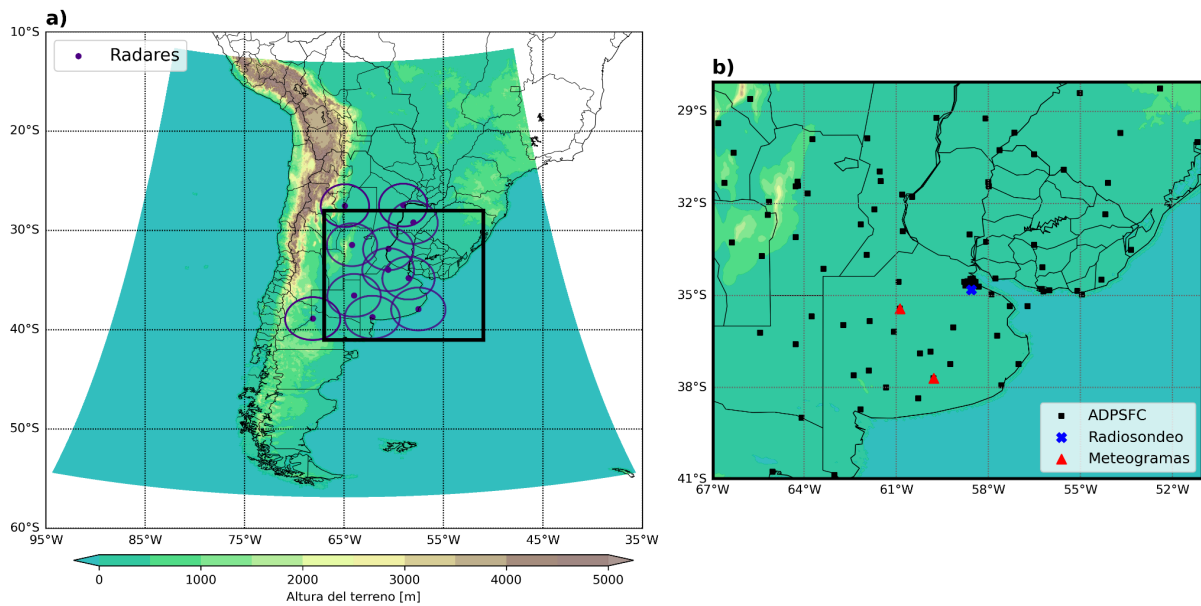 a)
Radares
10°S
20°S
30°S
40°S
50°S
60°S
95°W 85°W 75°W 65°W 55°W 45°W 35°W
0 1000 2000 3000 4000 5000
Altura del terreno [m]
b)
29°S
32°S
35°S
38°S
41°S
67°W 64°W 61°W 58°W 55°W 52°W
ADPSFC
Radiosondeo
Meteogramas